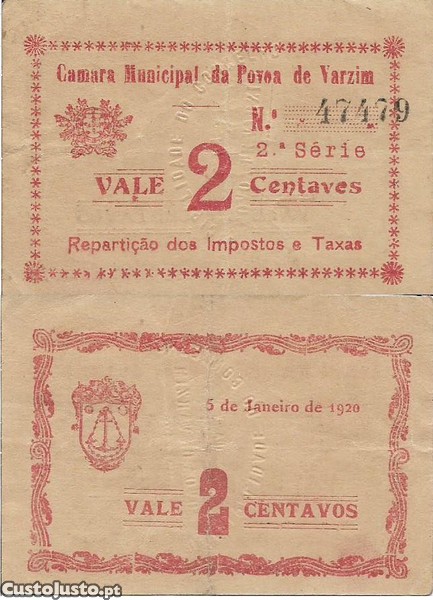 Camara Municipal da Povoa de Varzim
N.º 47479
2.ª Série
VALE 2 Centaves
Repartição dos Impostos e Taxas
5 de Janeiro de 1920
VALE 2 CENTAVOS
CustoJusto.pt